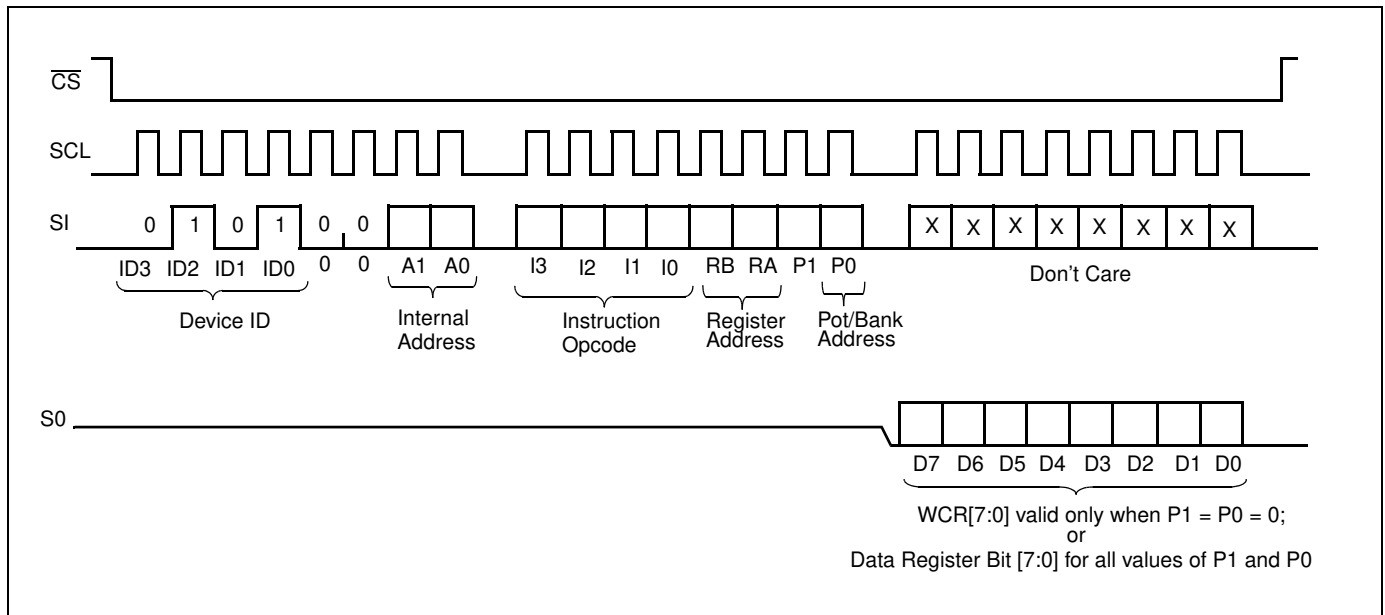 CS
SCL
SI
0 1 0 1 0 0
X X X X X X X X
ID3 ID2 ID1 ID0 0 0 A1 A0 I3 I2 I1 I0 RB RA P1 P0
Don't Care
Device ID
Internal
Address
Instruction
Opcode
Register
Address
Pot/Bank
Address
S0
D7 D6 D5 D4 D3 D2 D1 D0
WCR[7:0] valid only when P1 = P0 = 0;
or
Data Register Bit [7:0] for all values of P1 and P0